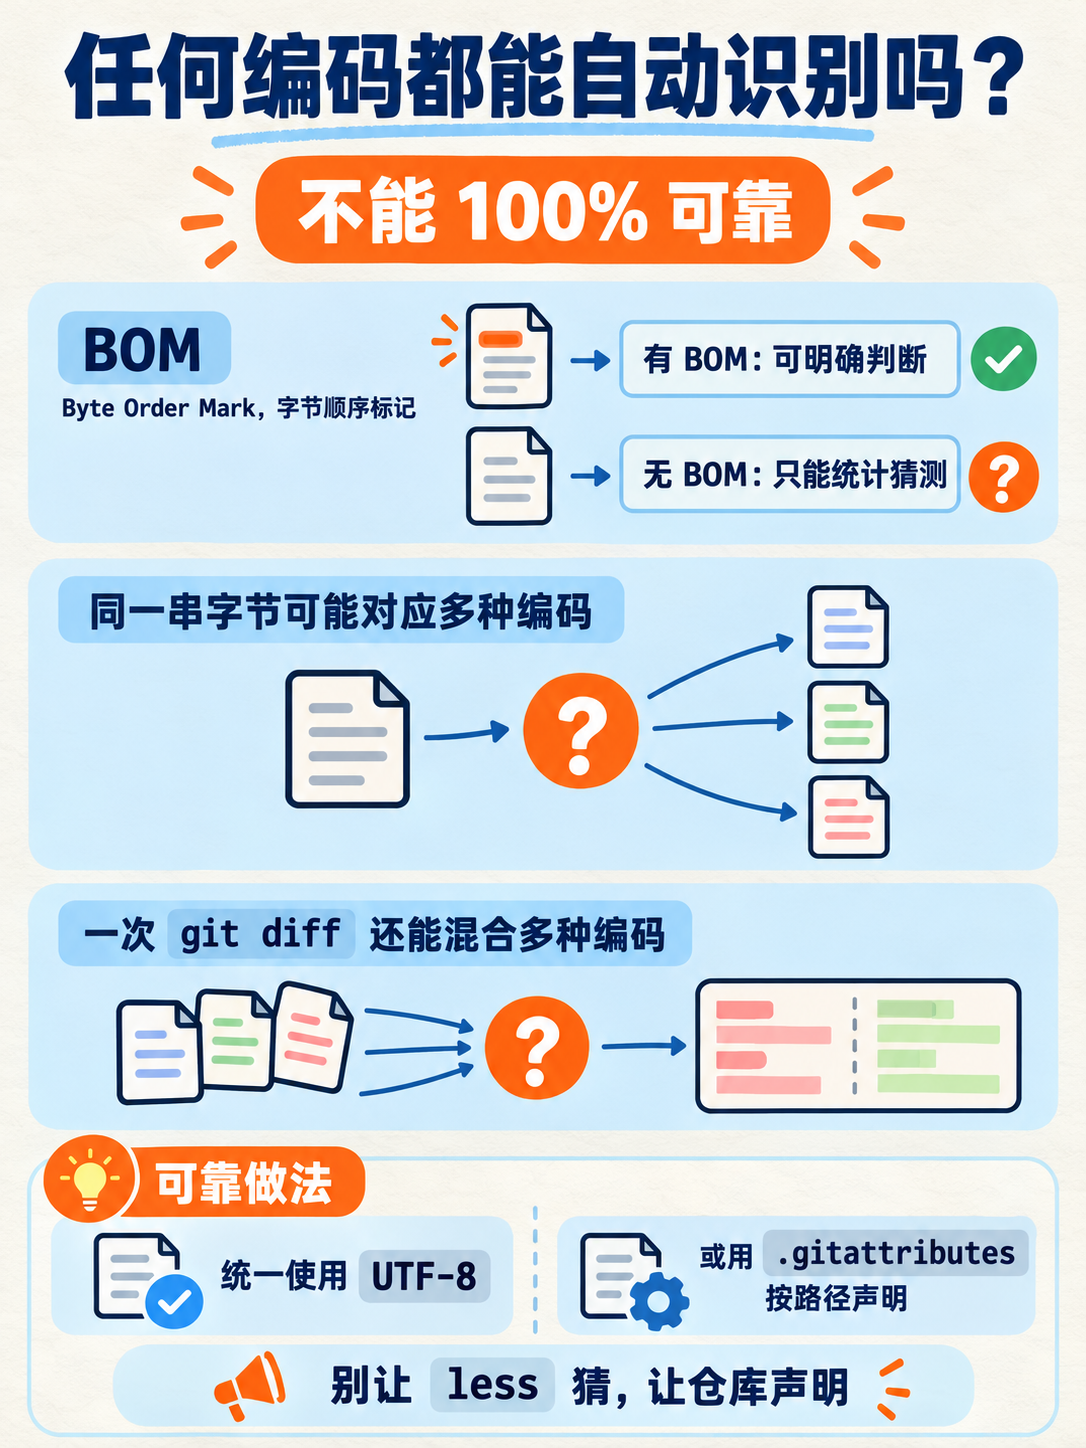 任何编码都能自动识别吗?
不能 100% 可靠
BOM
Byte Order Mark, 字节顺序标记
有 BOM: 可明确判断
无 BOM: 只能统计猜测
?
同一串字节可能对应多种编码
?
一次 git diff 还能混合多种编码
?
可靠做法
统一使用 UTF-8
或用 .gitattributes
按路径声明
别让 less 猜, 让仓库声明